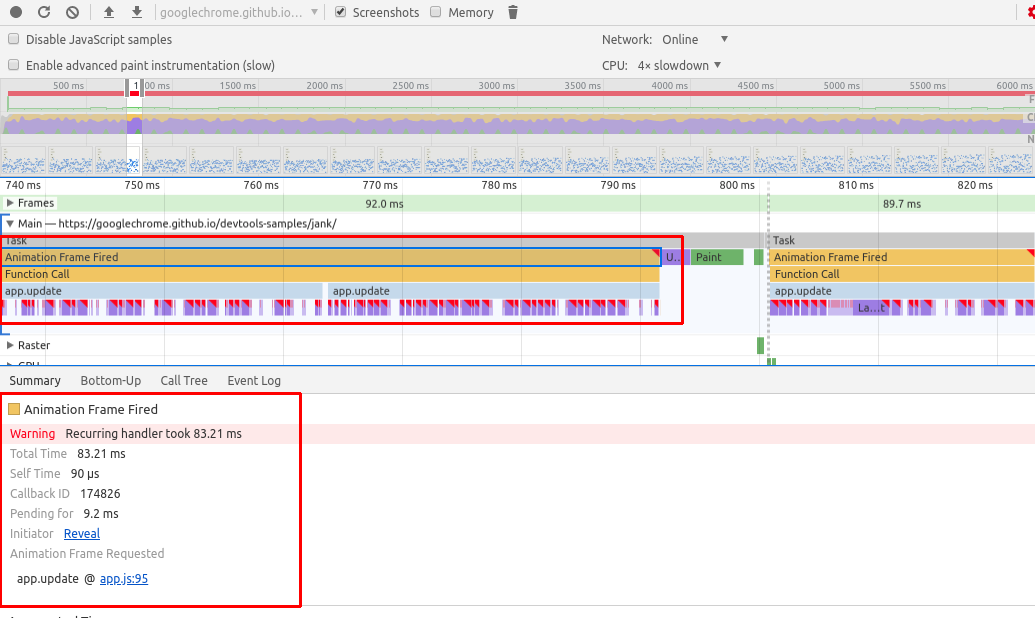 googlechrome.github.io… Screenshots Memory
Disable JavaScript samples Network: Online
Enable advanced paint instrumentation (slow) CPU: 4× slowdown
500 ms 1 00 ms 1500 ms 2000 ms 2500 ms 3000 ms 3500 ms 4000 ms 4500 ms 5000 ms 5500 ms 6000 ms
F
C
N
740 ms 750 ms 760 ms 770 ms 780 ms 790 ms 800 ms 810 ms 820 ms
Frames 92.0 ms 89.7 ms
Main — https://googlechrome.github.io/devtools-samples/jank/
Task Task
Animation Frame Fired U… Paint Animation Frame Fired
Function Call Function Call
app.update app.update app.update
La…t
Raster
GPU
Summary Bottom-Up Call Tree Event Log
Animation Frame Fired
Warning Recurring handler took 83.21 ms
Total Time 83.21 ms
Self Time 90 μs
Callback ID 174826
Pending for 9.2 ms
Initiator Reveal
Animation Frame Requested
app.update @ app.js:95